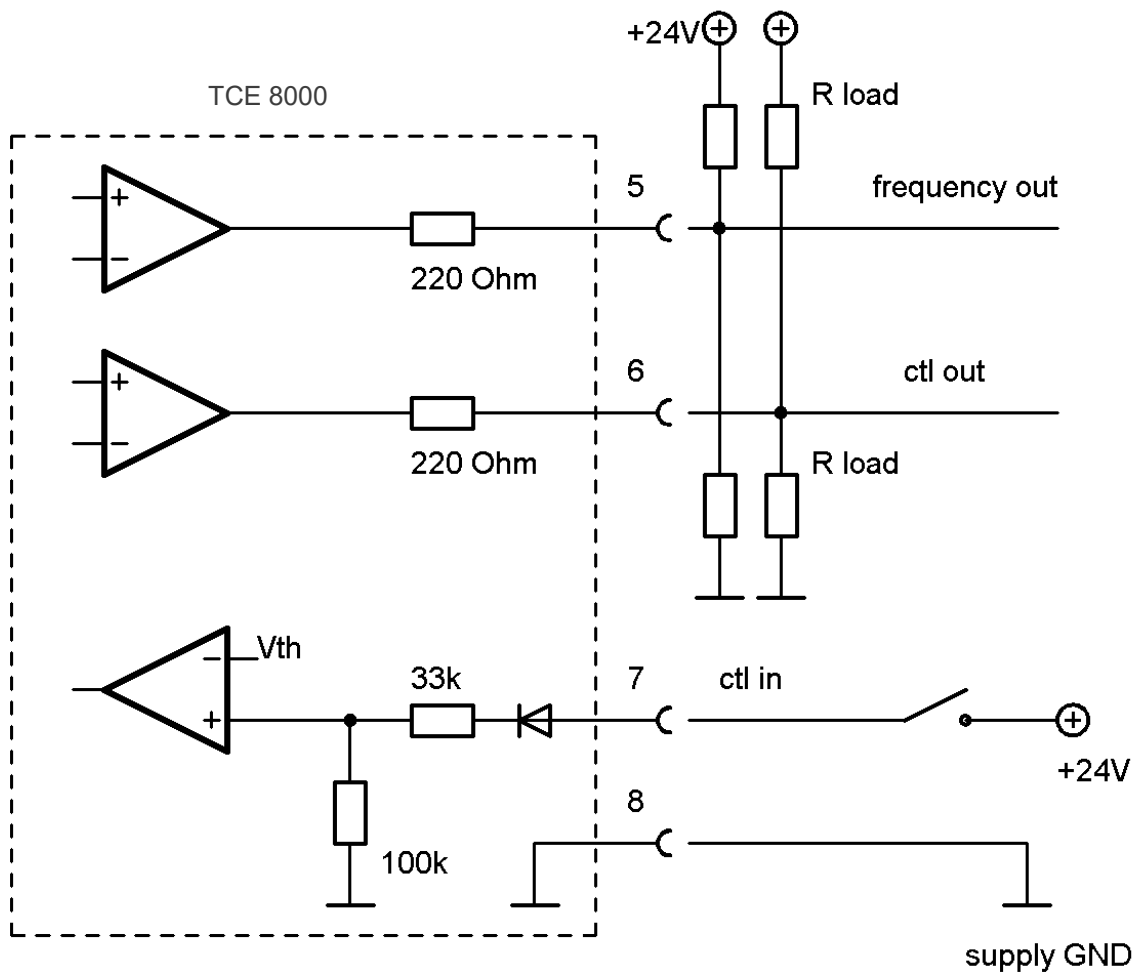 +24V
TCE 8000
R load
5
frequency out
+
−
220 Ohm
6
ctl out
+
−
220 Ohm
R load
Vth
−
33k
7
ctl in
+
+24V
8
100k
supply GND